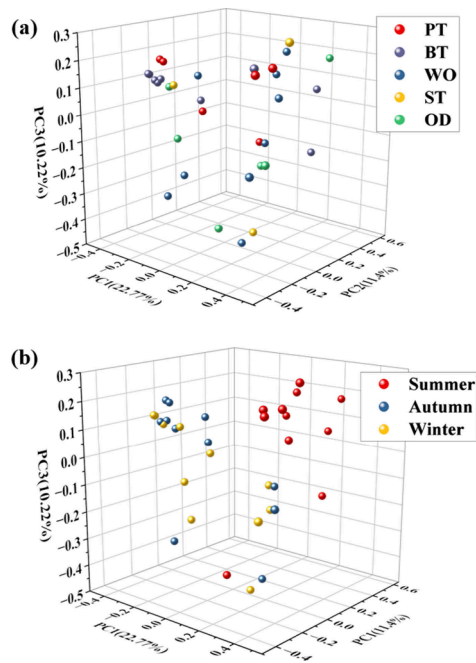 (a)
PT
BT
WO
ST
OD
0.3
0.2
0.1
0.0
−0.1
−0.2
−0.3
−0.4
−0.5
PC3(10.22%)
−0.4
−0.2
0.0
0.2
0.4
PC1(22.77%)
−0.4
−0.2
0.0
0.2
0.4
0.6
PC2(11.4%)
(b)
Summer
Autumn
Winter
0.3
0.2
0.1
0.0
−0.1
−0.2
−0.3
−0.4
−0.5
PC3(10.22%)
−0.4
−0.2
0.0
0.2
0.4
PC1(22.77%)
−0.4
−0.2
0.0
0.2
0.4
0.6
PC1(11.4%)